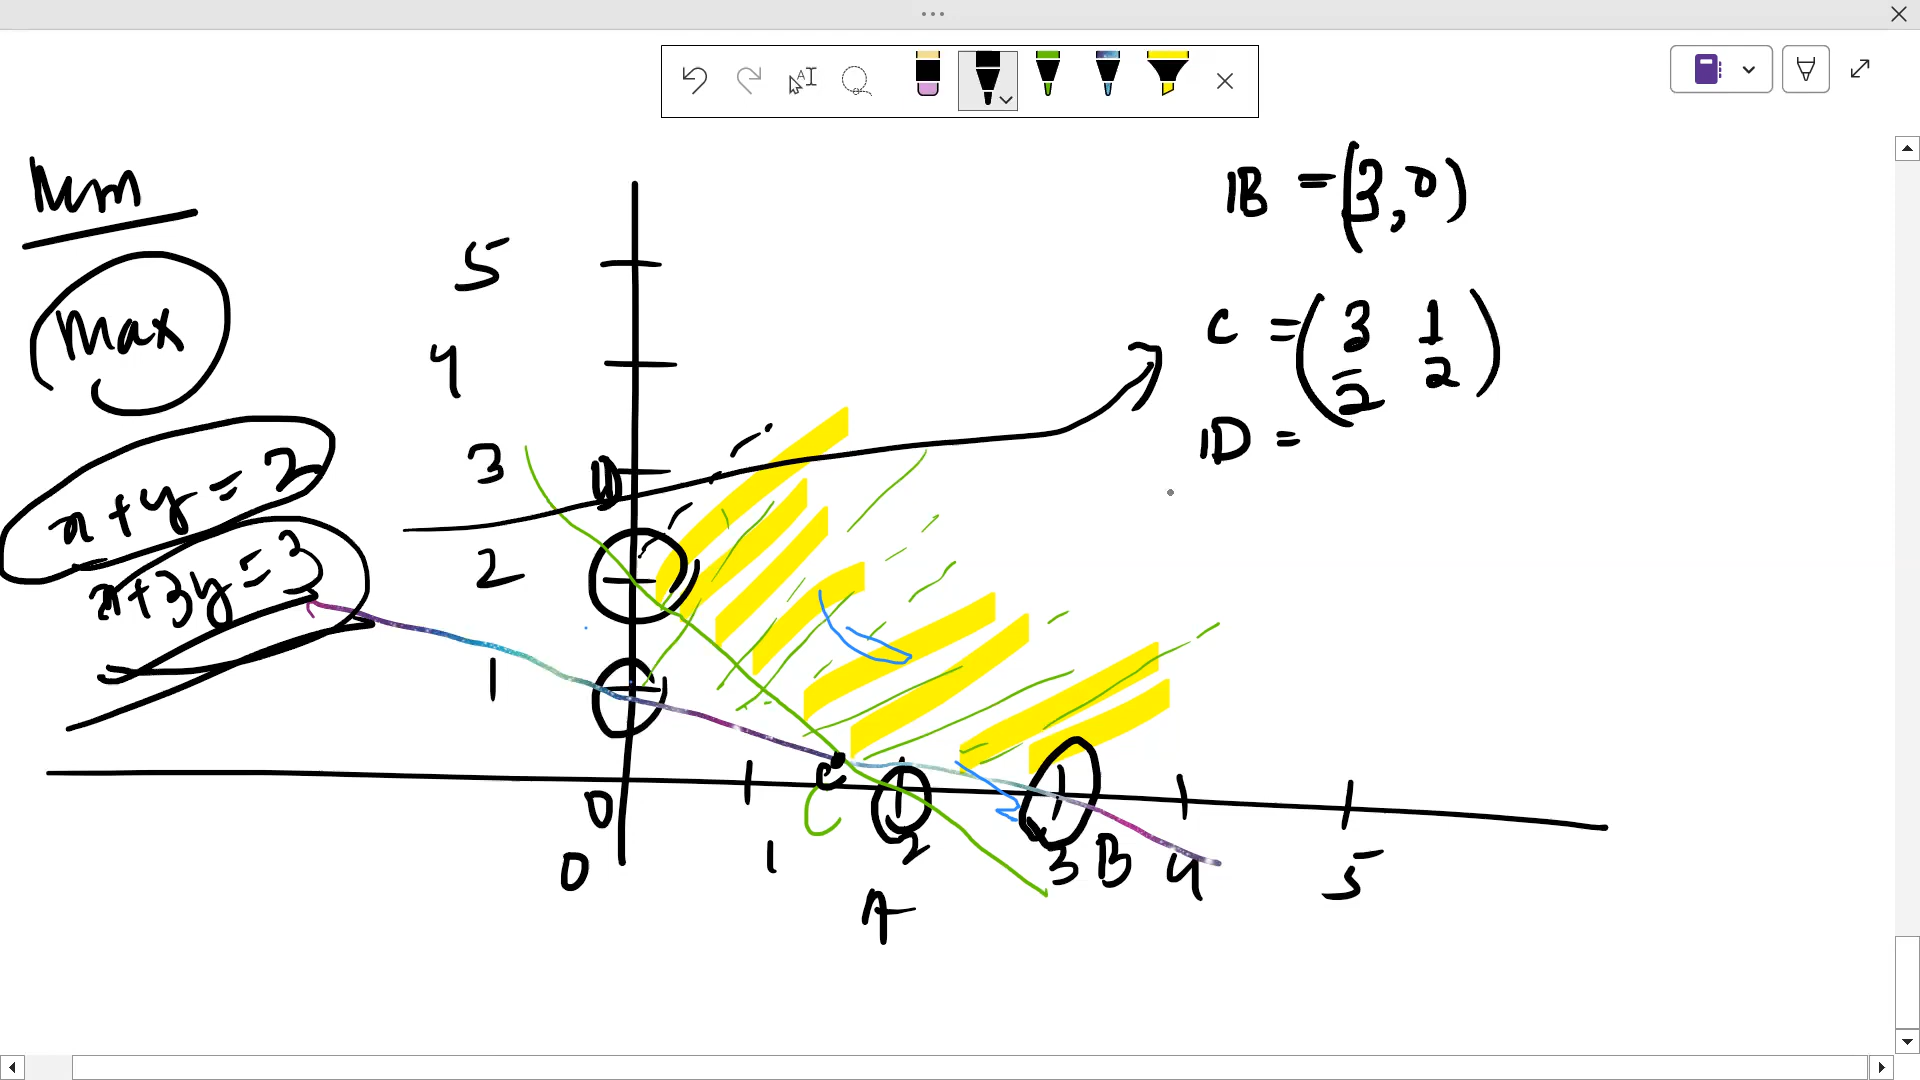 max
x+y=2
x+3y=3
5
4
3
2
1
0
0
1
2
3
4
5
D
C
A
B
B = (3,0)
C = (3/2 1/2)
D =